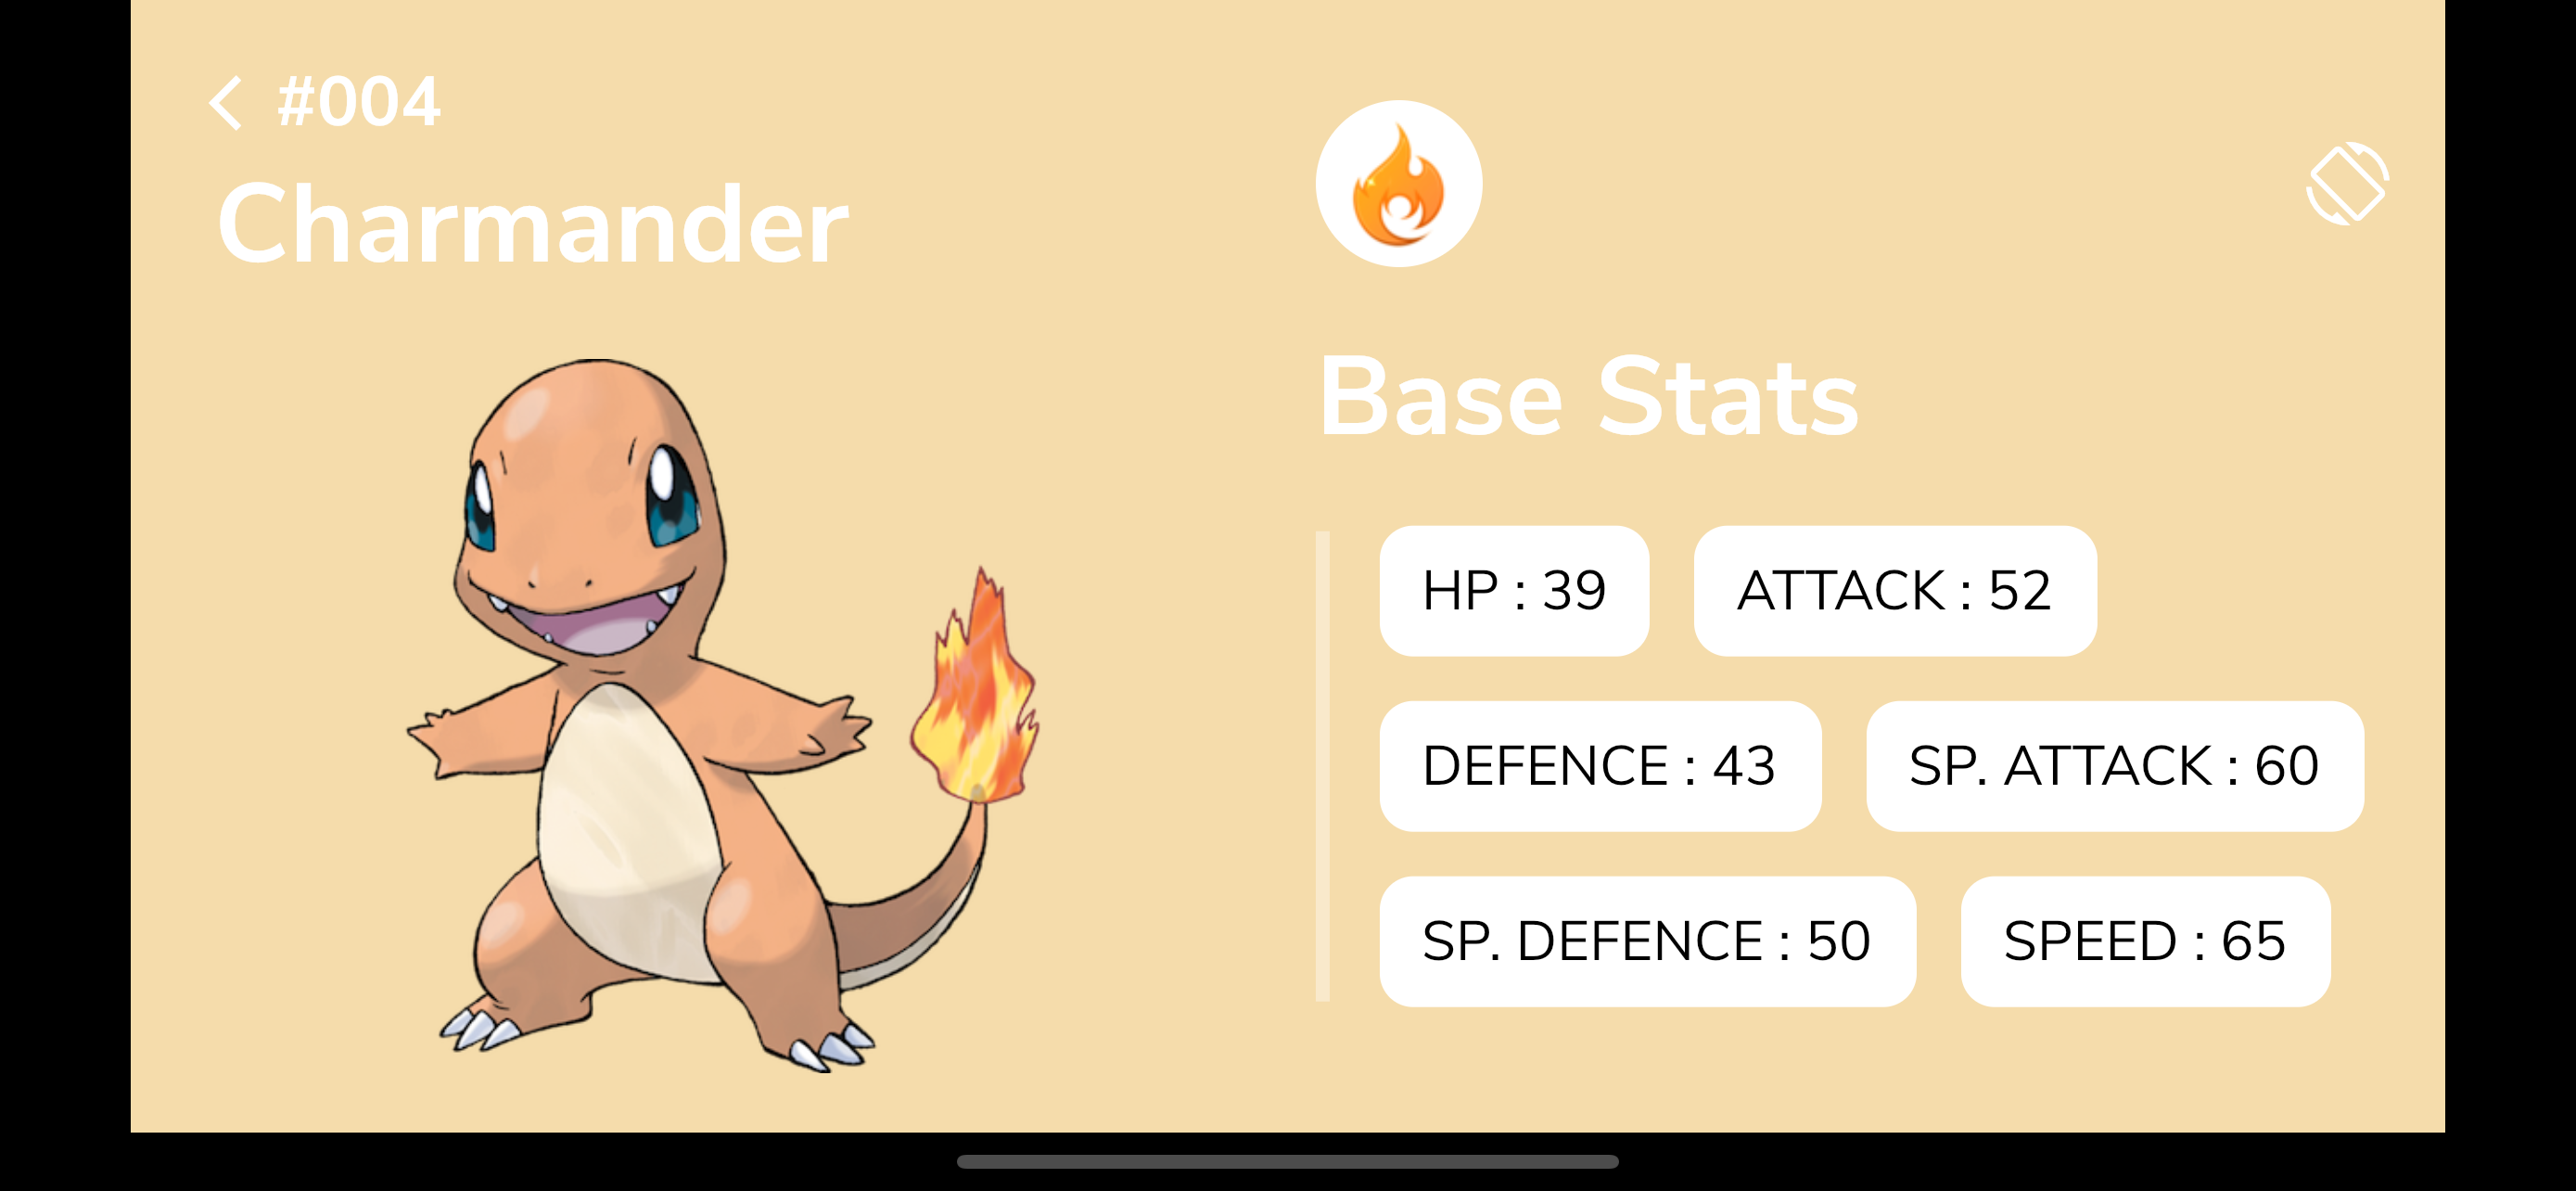 #004
Charmander
Base Stats
HP : 39
ATTACK : 52
DEFENCE : 43
SP. ATTACK : 60
SP. DEFENCE : 50
SPEED : 65